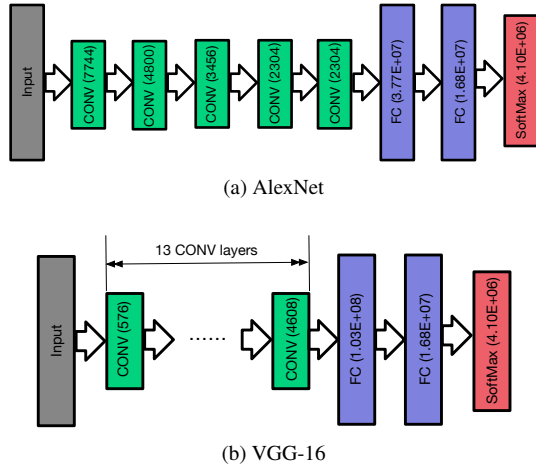 Input
CONV (7744)
CONV (4800)
CONV (3456)
CONV (2304)
CONV (2304)
FC (3.77E+07)
FC (1.68E+07)
SoftMax (4.10E+06)
(a) AlexNet
13 CONV layers
Input
CONV (576)
......
CONV (4608)
FC (1.03E+08)
FC (1.68E+07)
SoftMax (4.10E+06)
(b) VGG-16